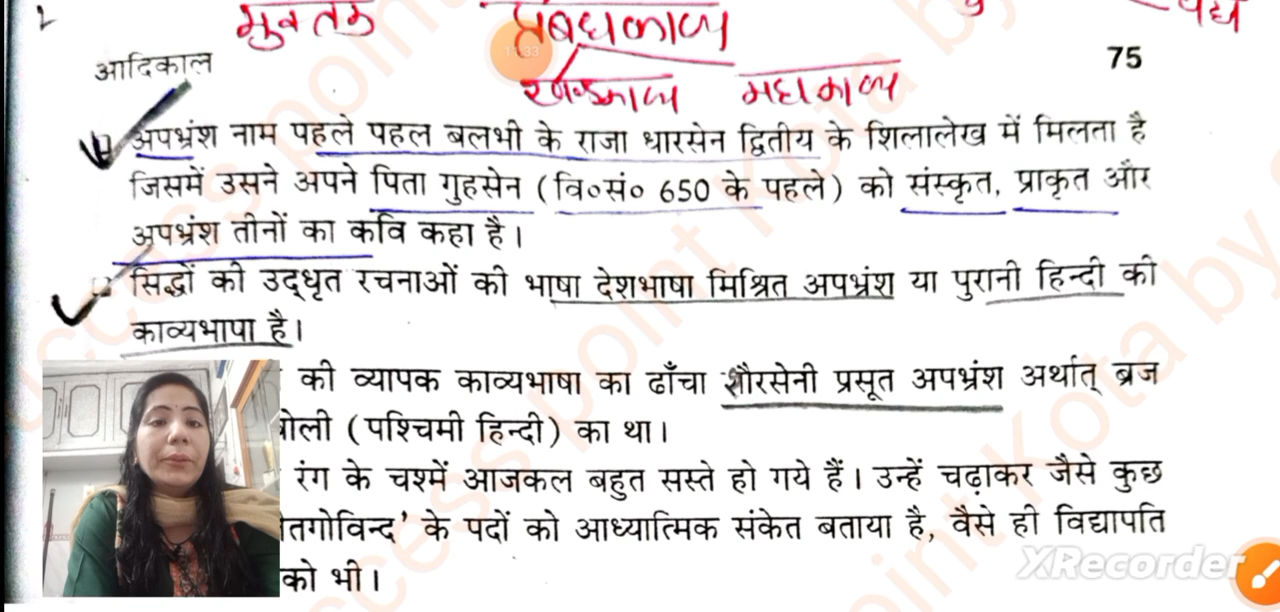 मुक्तक प्रबंधकाव्य
खण्डकाव्य महाकाव्य
आदिकाल 75
अपभ्रंश नाम पहले पहल बलभी के राजा धारसेन द्वितीय के शिलालेख में मिलता है
जिसमें उसने अपने पिता गुहसेन (वि०सं० 650 के पहले) को संस्कृत, प्राकृत और
अपभ्रंश तीनों का कवि कहा है।
सिद्धों की उद्धृत रचनाओं की भाषा देशभाषा मिश्रित अपभ्रंश या पुरानी हिन्दी की
काव्यभाषा है।
की व्यापक काव्यभाषा का ढाँचा शौरसेनी प्रसूत अपभ्रंश अर्थात् ब्रज
बोली (पश्चिमी हिन्दी) का था।
रंग के चश्में आजकल बहुत सस्ते हो गये हैं। उन्हें चढ़ाकर जैसे कुछ
तगोविन्द' के पदों को आध्यात्मिक संकेत बताया है, वैसे ही विद्यापति
को भी।
XRecorder